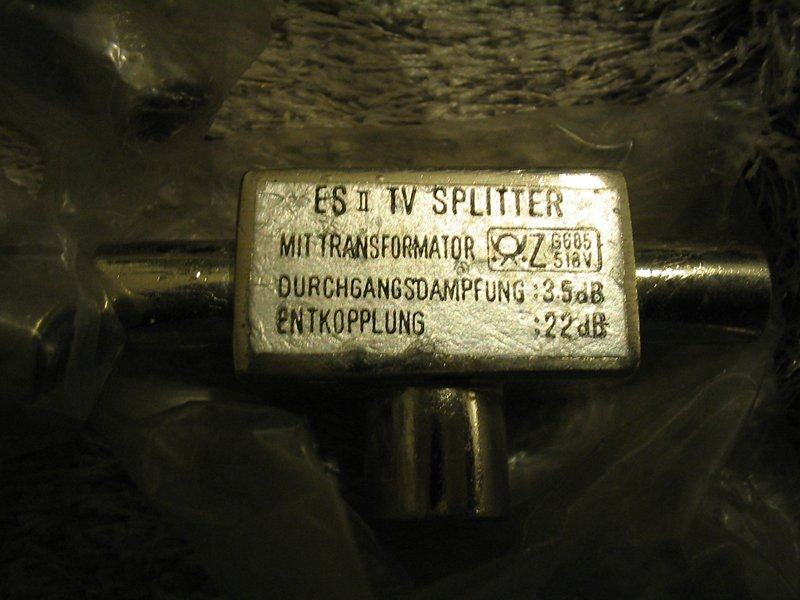 ES II TV SPLITTER
MIT TRANSFORMATOR Z G685 518V
DURCHGANGSDAMPFUNG :3.5dB
ENTKOPPLUNG :22dB